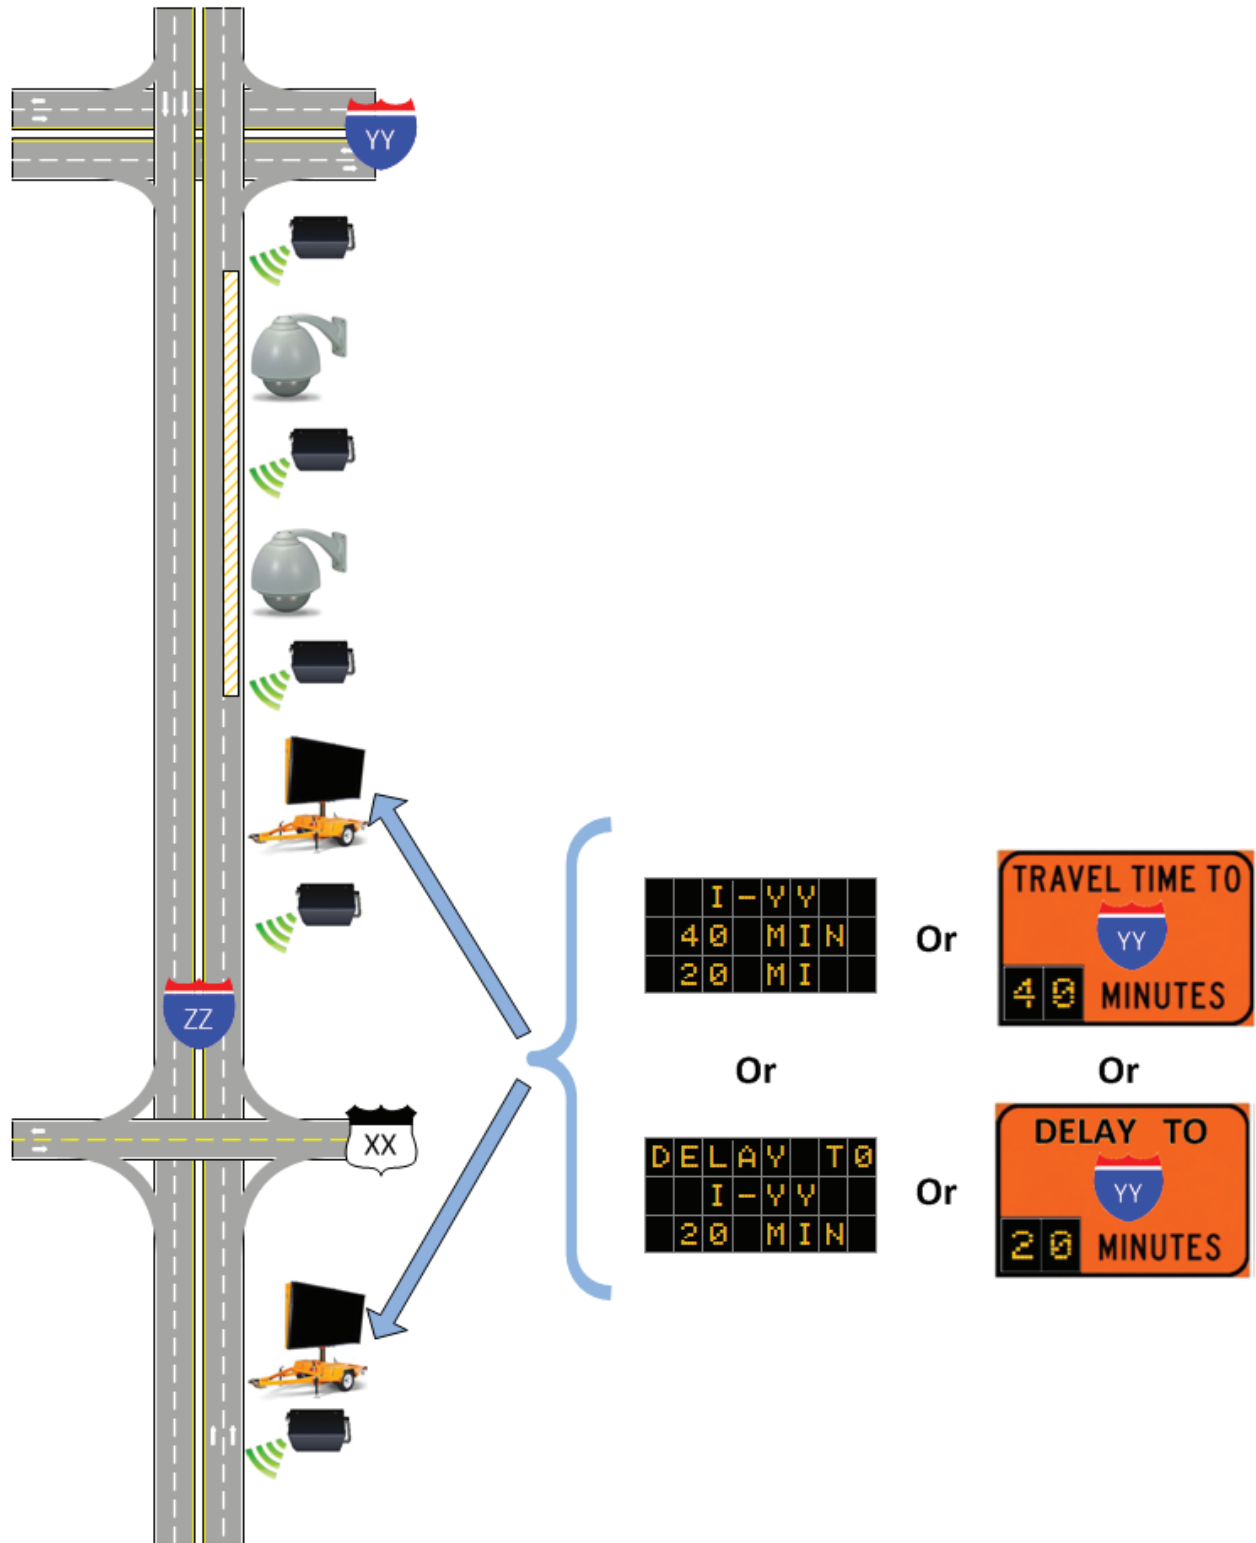 YY
ZZ
XX
I-YY
40 MIN
20 MI
Or
TRAVEL TIME TO
YY
40 MINUTES
Or
Or
DELAY TO
I-YY
20 MIN
Or
DELAY TO
YY
20 MINUTES